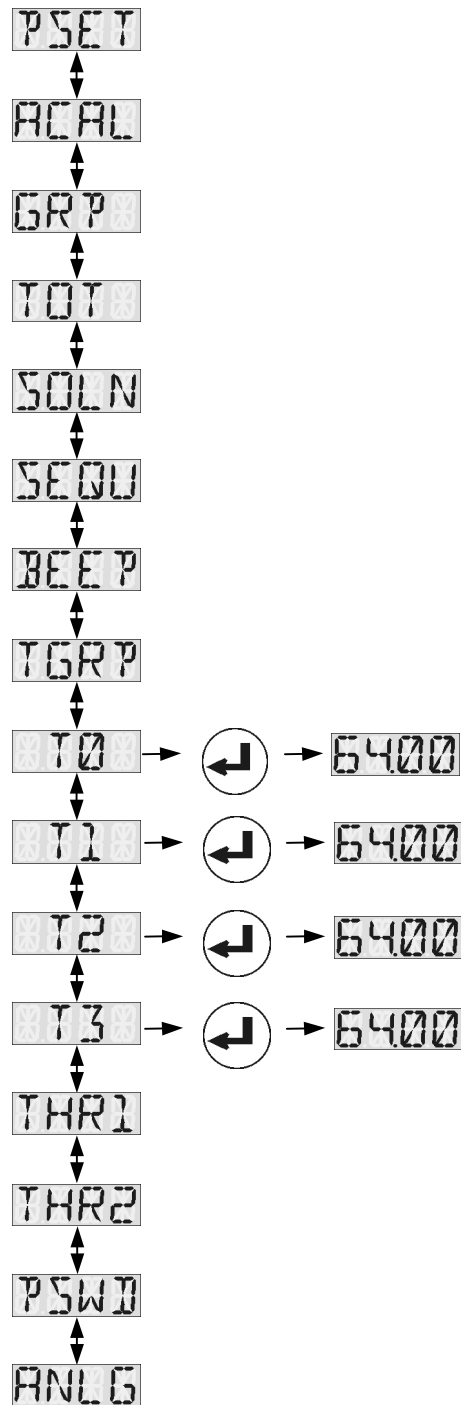 PSET
ACAL
GRP
TOT
SOLN
SEQU
BEEP
TGRP
T0 64.00
T1 64.00
T2 64.00
T3 64.00
THR1
THR2
PSWD
ANLG